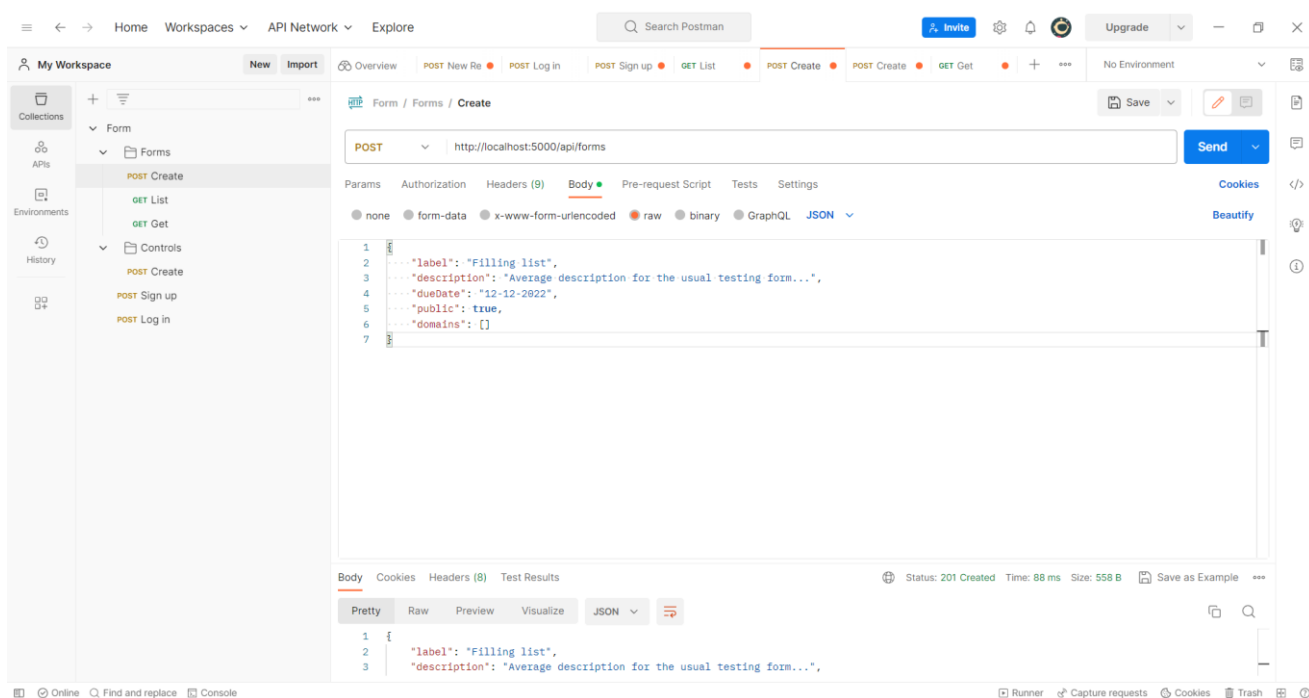 Home Workspaces API Network Explore Search Postman Invite Upgrade
My Workspace New Import Overview POST New Re POST Log in POST Sign up GET List POST Create POST Create GET Get No Environment
Collections
APIs
Environments
History
Form
Forms
POST Create
GET List
GET Get
Controls
POST Create
POST Sign up
POST Log in
HTTP Form / Forms / Create Save
POST http://localhost:5000/api/forms Send
Params Authorization Headers (9) Body Pre-request Script Tests Settings Cookies
none form-data x-www-form-urlencoded raw binary GraphQL JSON Beautify
1 {
2 "label": "Filling list",
3 "description": "Average description for the usual testing form...",
4 "dueDate": "12-12-2022",
5 "public": true,
6 "domains": []
7 }
Body Cookies Headers (8) Test Results Status: 201 Created Time: 88 ms Size: 558 B Save as Example
Pretty Raw Preview Visualize JSON
1 {
2 "label": "Filling list",
3 "description": "Average description for the usual testing form...",
Online Find and replace Console Runner Capture requests Cookies Trash